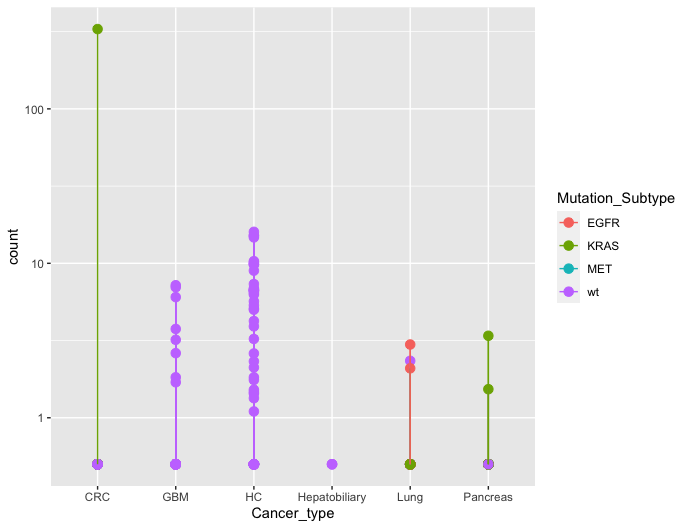 count
100
10
1
CRC
GBM
HC
Hepatobiliary
Lung
Pancreas
Cancer_type
Mutation_Subtype
EGFR
KRAS
MET
wt